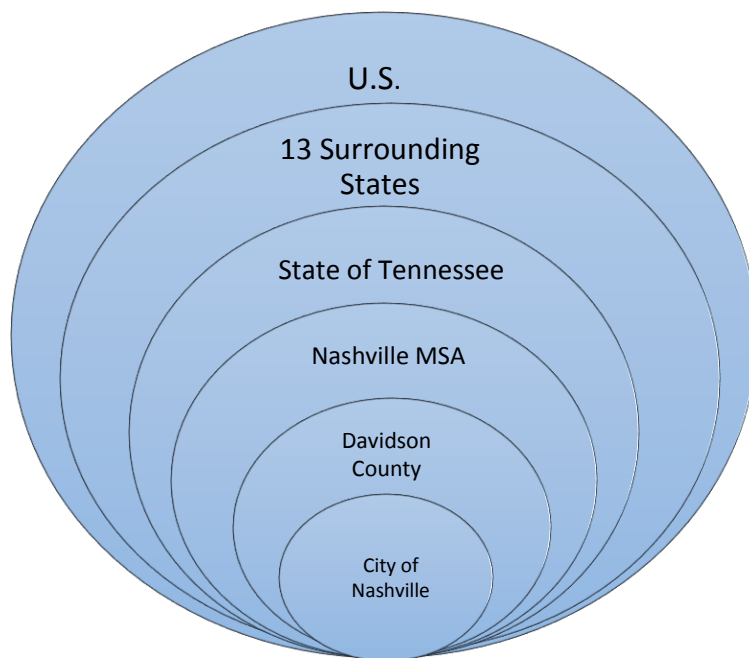 U.S.
13 Surrounding
States
State of Tennessee
Nashville MSA
Davidson
County
City of
Nashville